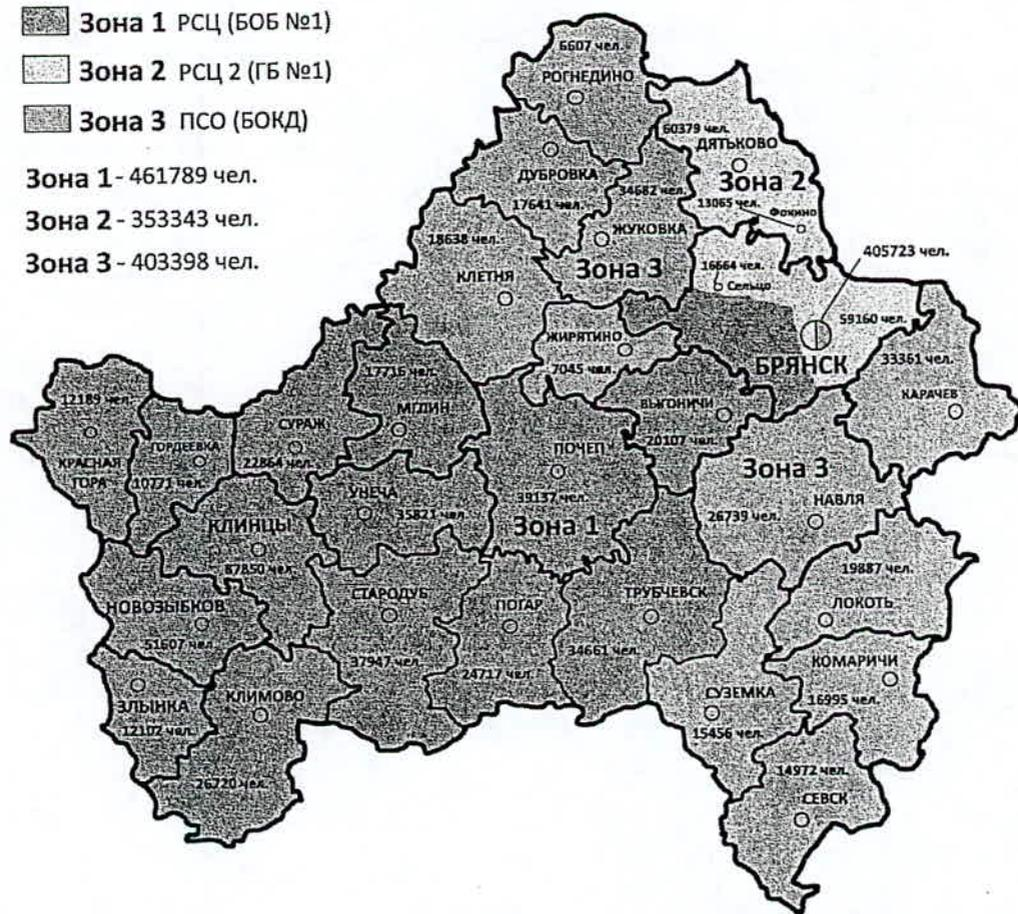 Зона 1 РСЦ (БОБ №1)
Зона 2 РСЦ 2 (ГБ №1)
Зона 3 ПСО (БОКД)
Зона 1 - 461789 чел.
Зона 2 - 353343 чел.
Зона 3 - 403398 чел.
6607 чел.
РОГНЕДИНО
60379 чел.
ДЯТЬКОВО
Зона 2
13065 чел.
Фокино
ДУБРОВКА
17641 чел.
34682 чел.
ЖУКОВКА
Зона 3
18638 чел.
КЛЕТНЯ
405723 чел.
16664 чел.
Сельцо
59160 чел.
БРЯНСК
ЖИРЯТИНО
7045 чел.
33361 чел.
КАРАЧЕВ
12189 чел.
КРАСНАЯ
ГОРА
ГОРДЕЕВКА
10771 чел.
СУРАЖ
22864 чел.
17716 чел.
МГЛИН
ВЫГОНИЧИ
20107 чел.
ПОЧЕП
39137 чел.
Зона 1
Зона 3
НАВЛЯ
26739 чел.
УНЕЧА
35821 чел.
КЛИНЦЫ
87850 чел.
НОВОЗЫБКОВ
51607 чел.
СТАРОДУБ
37947 чел.
ПОГАР
24717 чел.
ТРУБЧЕВСК
34661 чел.
19887 чел.
ЛОКОТЬ
КОМАРИЧИ
16995 чел.
СУЗЕМКА
15456 чел.
ЗЛЫНКА
12102 чел.
КЛИМОВО
26720 чел.
14972 чел.
СЕВСК